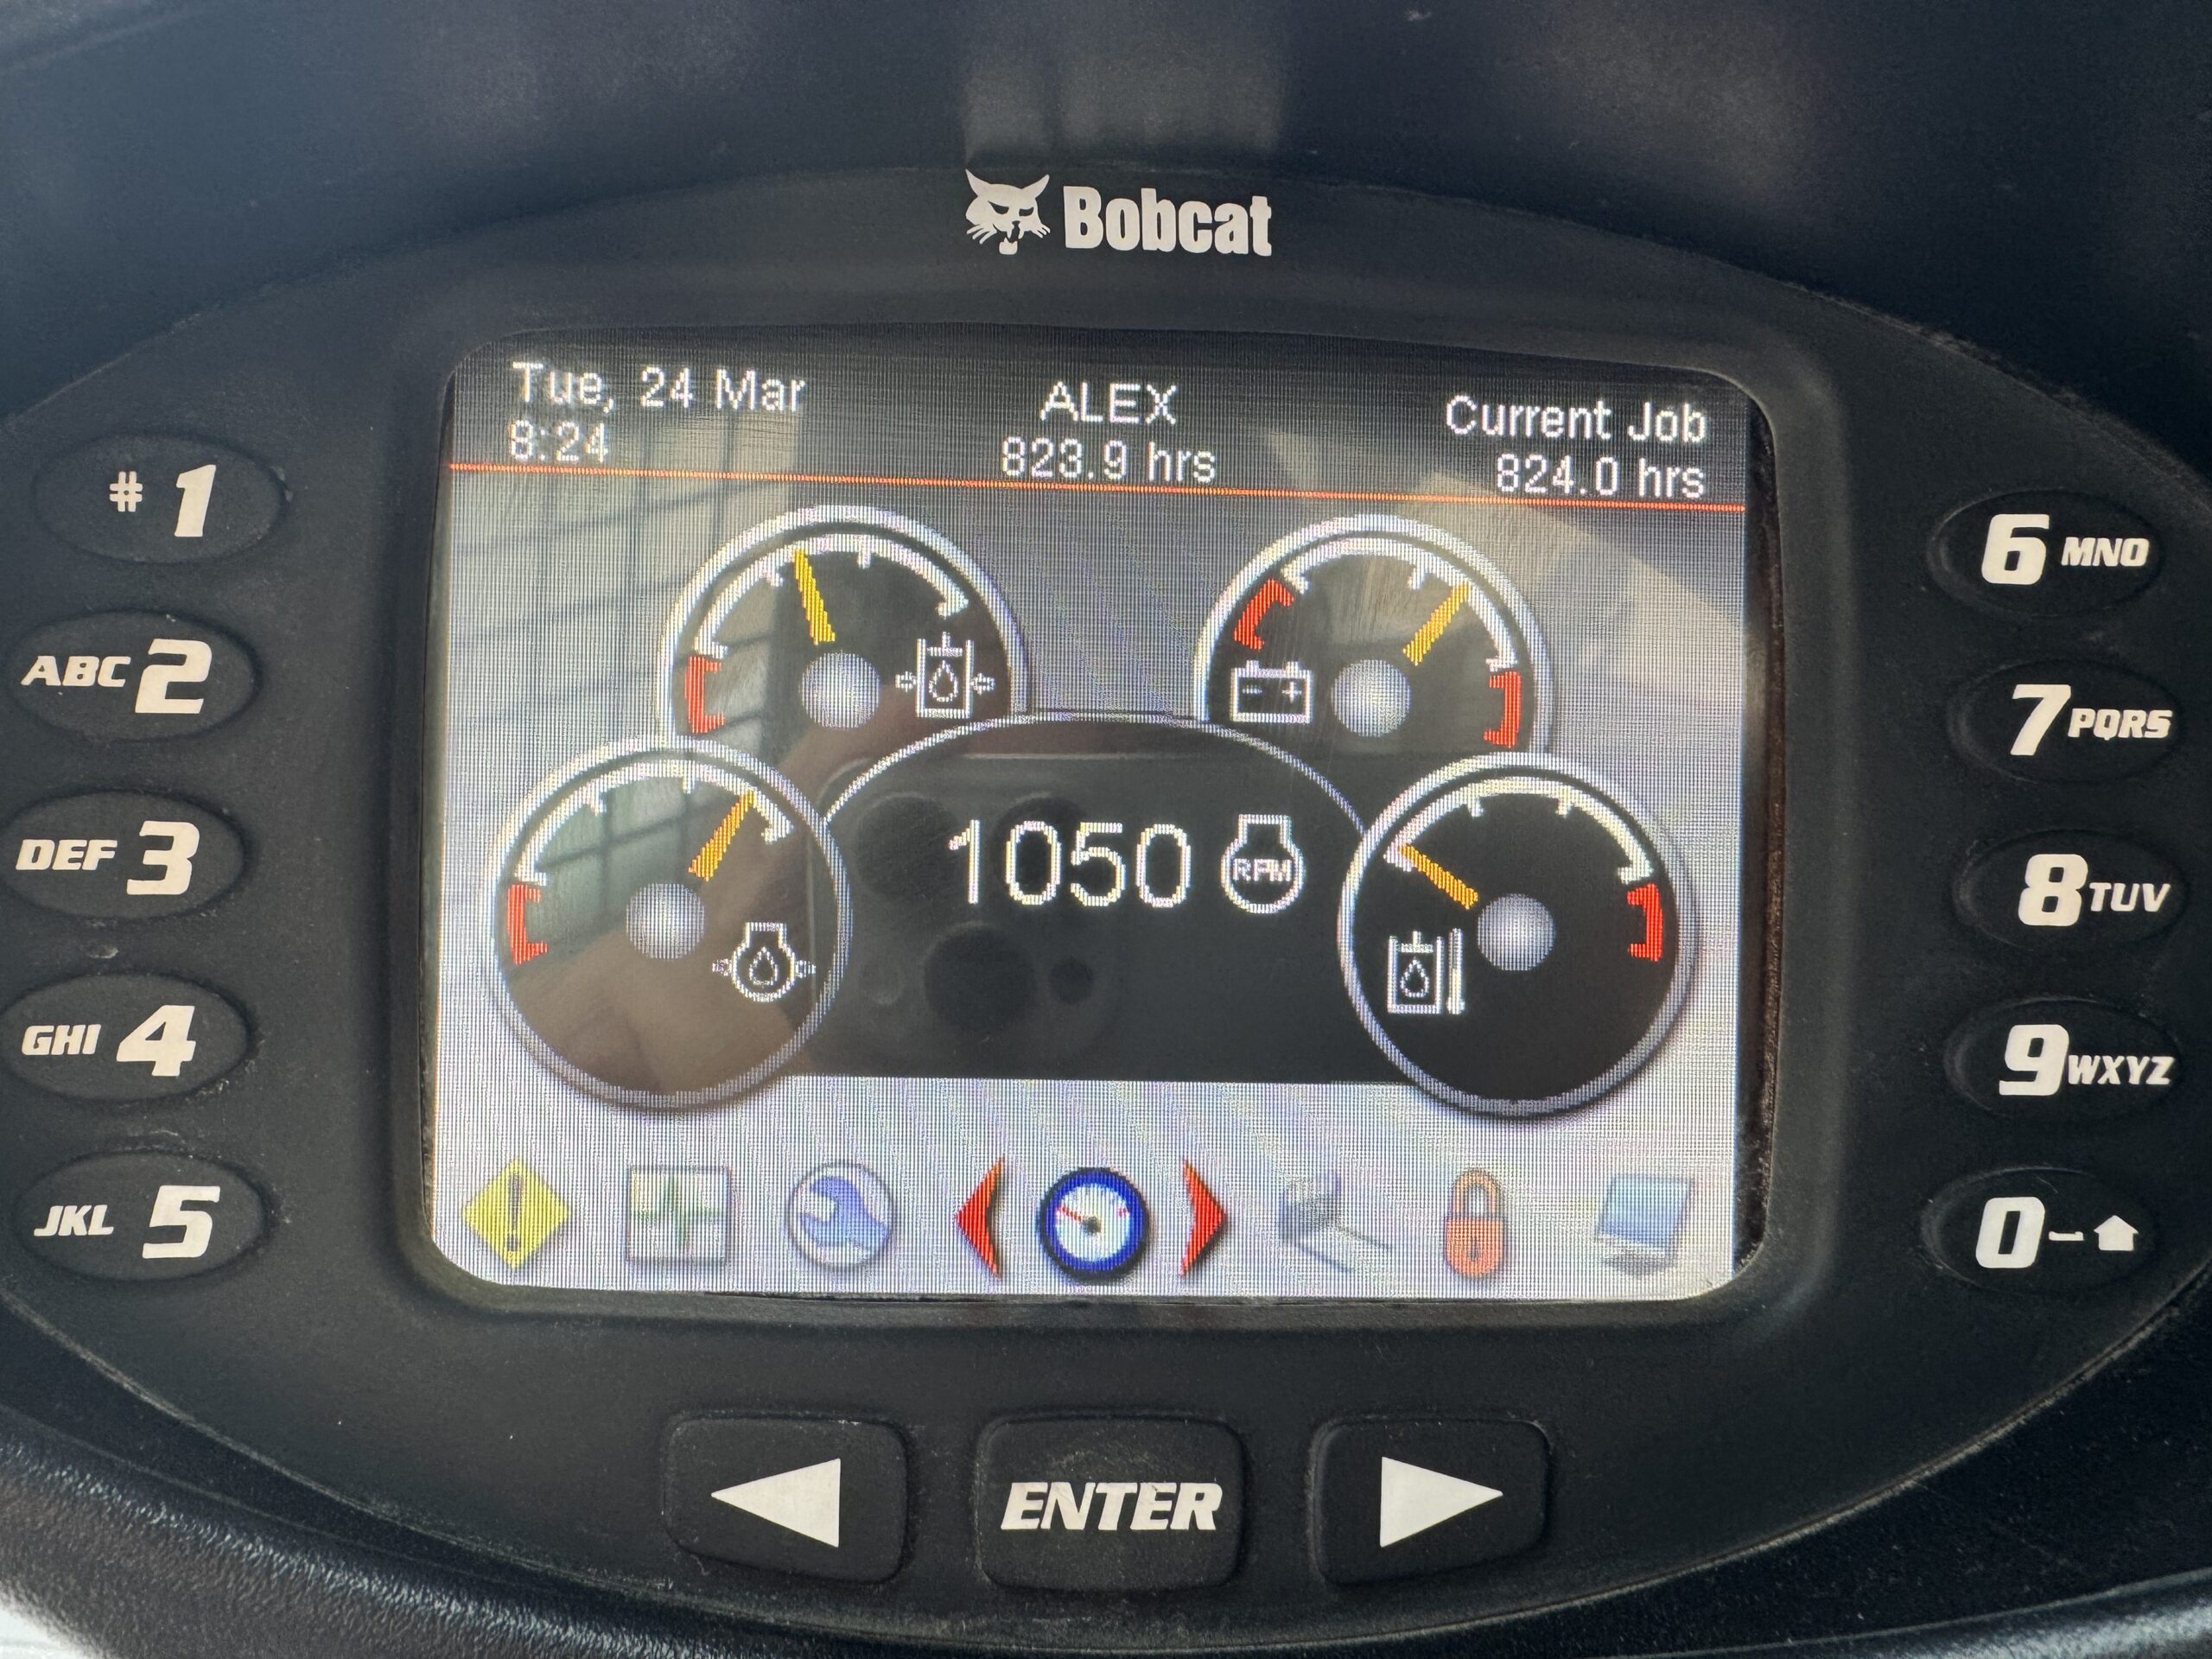 Bobcat
Tue, 24 Mar
8:24
ALEX
823.9 hrs
Current Job
824.0 hrs
1050 RPM
# 1
ABC 2
DEF 3
GHI 4
JKL 5
6 MNO
7 PQRS
8 TUV
9 WXYZ
0 -
ENTER